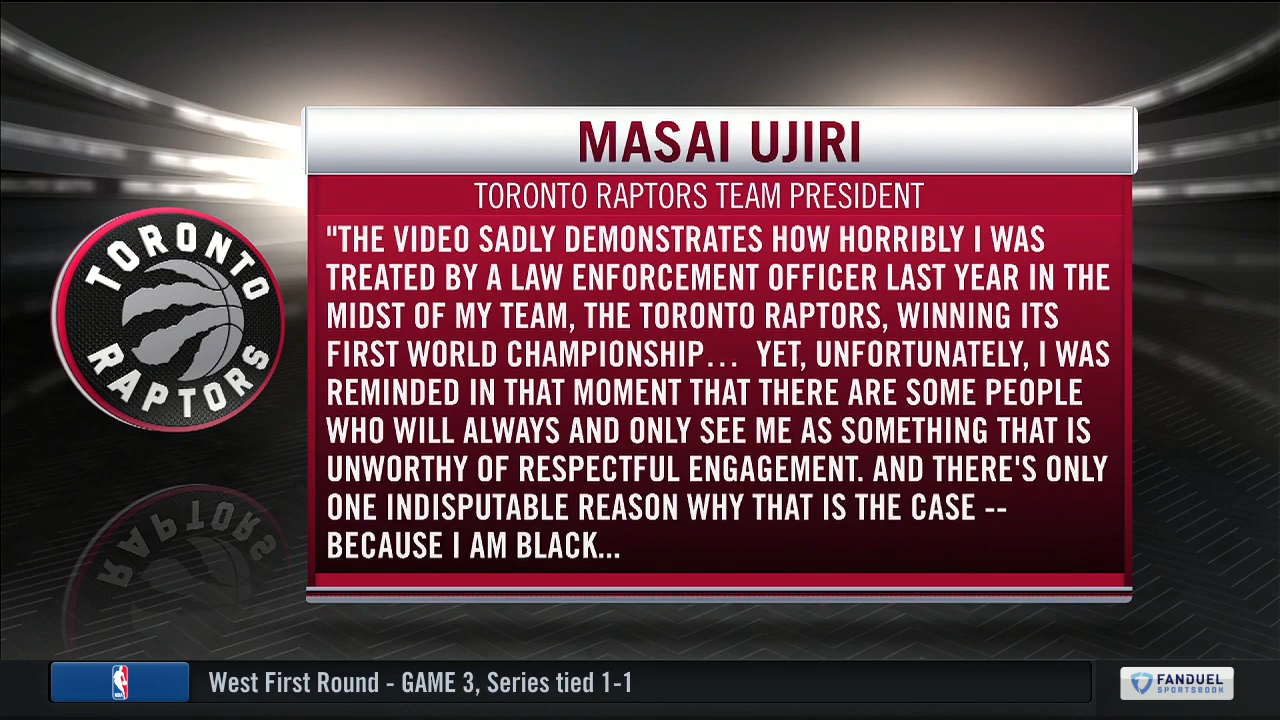 MASAI UJIRI
TORONTO RAPTORS TEAM PRESIDENT
"THE VIDEO SADLY DEMONSTRATES HOW HORRIBLY I WAS
TREATED BY A LAW ENFORCEMENT OFFICER LAST YEAR IN THE
MIDST OF MY TEAM, THE TORONTO RAPTORS, WINNING ITS
FIRST WORLD CHAMPIONSHIP... YET, UNFORTUNATELY, I WAS
REMINDED IN THAT MOMENT THAT THERE ARE SOME PEOPLE
WHO WILL ALWAYS AND ONLY SEE ME AS SOMETHING THAT IS
UNWORTHY OF RESPECTFUL ENGAGEMENT. AND THERE'S ONLY
ONE INDISPUTABLE REASON WHY THAT IS THE CASE --
BECAUSE I AM BLACK...
TORONTO
RAPTORS
RAPTORS
NBA
West First Round - GAME 3, Series tied 1-1
FANDUEL
SPORTSBOOK